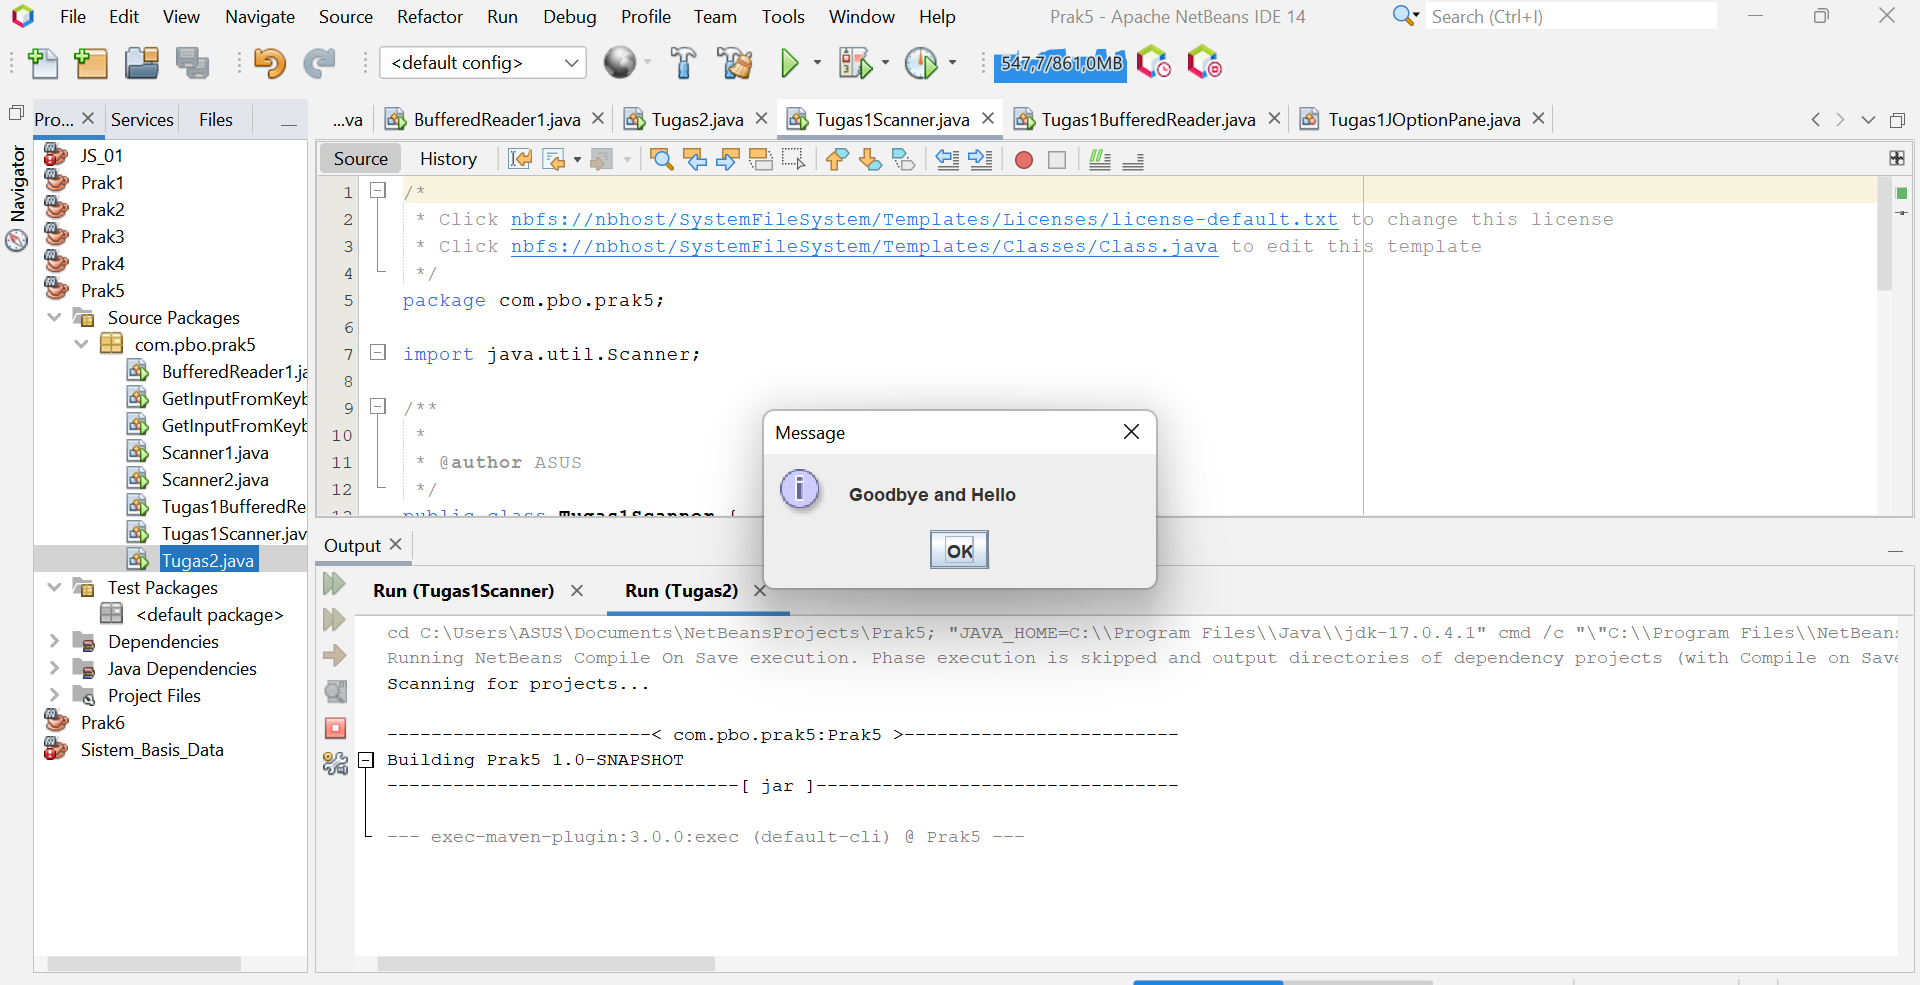 File Edit View Navigate Source Refactor Run Debug Profile Team Tools Window Help Prak5 - Apache NetBeans IDE 14 Search (Ctrl+I)
<default config> 547,7/861,0MB
Pro... Services Files ...va BufferedReader1.java Tugas2.java Tugas1Scanner.java Tugas1BufferedReader.java Tugas1JOptionPane.java
Navigator
JS_01
Prak1
Prak2
Prak3
Prak4
Prak5
Source Packages
com.pbo.prak5
BufferedReader1.ja
GetInputFromKeyb
GetInputFromKeyb
Scanner1.java
Scanner2.java
Tugas1BufferedRe
Tugas1Scanner.jav
Tugas2.java
Test Packages
<default package>
Dependencies
Java Dependencies
Project Files
Prak6
Sistem_Basis_Data
Source History
1 /*
2 * Click nbfs://nbhost/SystemFileSystem/Templates/Licenses/license-default.txt to change this license
3 * Click nbfs://nbhost/SystemFileSystem/Templates/Classes/Class.java to edit this template
4 */
5 package com.pbo.prak5;
6
7 import java.util.Scanner;
8
9 /**
10 *
11 * @author ASUS
12 */
public class Tugas1Scanner {
Message
Goodbye and Hello
OK
Output
Run (Tugas1Scanner) Run (Tugas2)
cd C:\Users\ASUS\Documents\NetBeansProjects\Prak5; "JAVA_HOME=C:\\Program Files\\Java\\jdk-17.0.4.1" cmd /c "\"C:\\Program Files\\NetBeans
Running NetBeans Compile On Save execution. Phase execution is skipped and output directories of dependency projects (with Compile on Save
Scanning for projects...
------------------------< com.pbo.prak5:Prak5 >-------------------------
Building Prak5 1.0-SNAPSHOT
--------------------------------[ jar ]---------------------------------
--- exec-maven-plugin:3.0.0:exec (default-cli) @ Prak5 ---